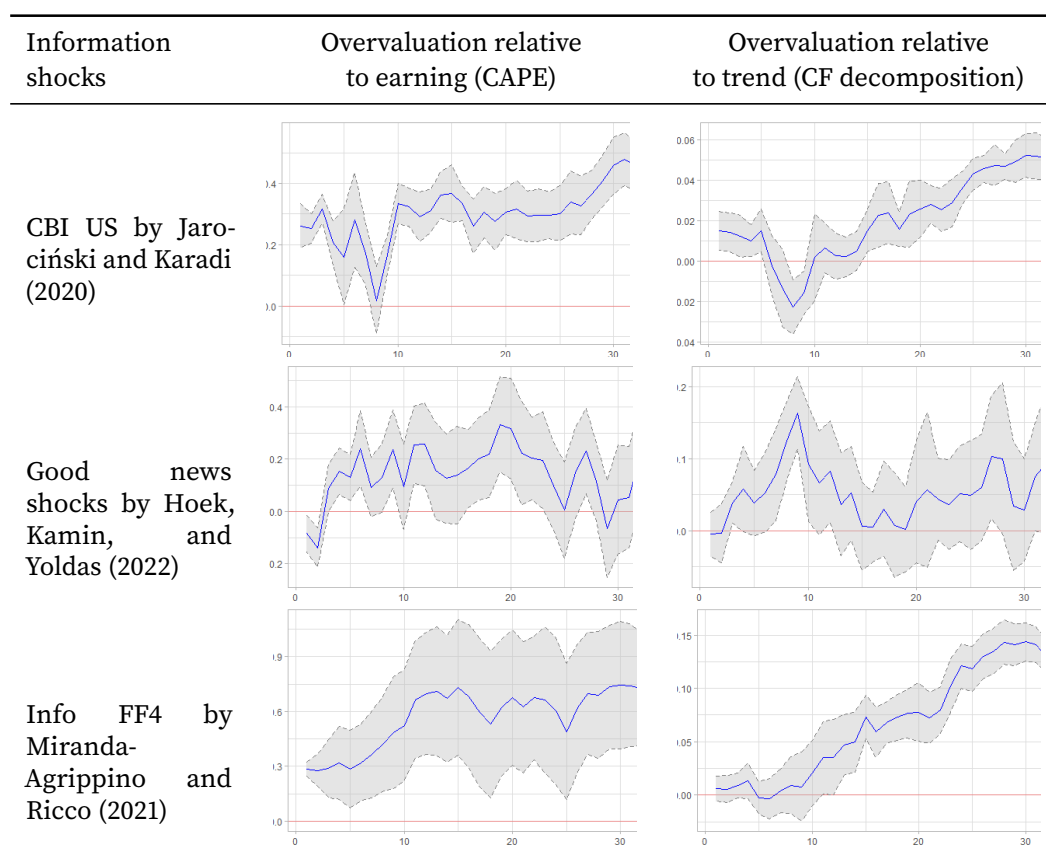 Information shocks
Overvaluation relative to earning (CAPE)
Overvaluation relative to trend (CF decomposition)
CBI US by Jaro-
ciński and Karadi
(2020)
0.4
0.2
0.0
0 10 20 30
0.06
0.04
0.02
0.00
0.02
0.04
0 10 20 30
Good news
shocks by Hoek,
Kamin, and
Yoldas (2022)
0.4
0.2
0.0
0.2
0 10 20 30
0.2
0.1
0.0
0 10 20 30
Info FF4 by
Miranda-
Agrippino and
Ricco (2021)
0.9
0.6
0.3
0.0
0 10 20 30
0.15
0.10
0.05
0.00
0 10 20 30